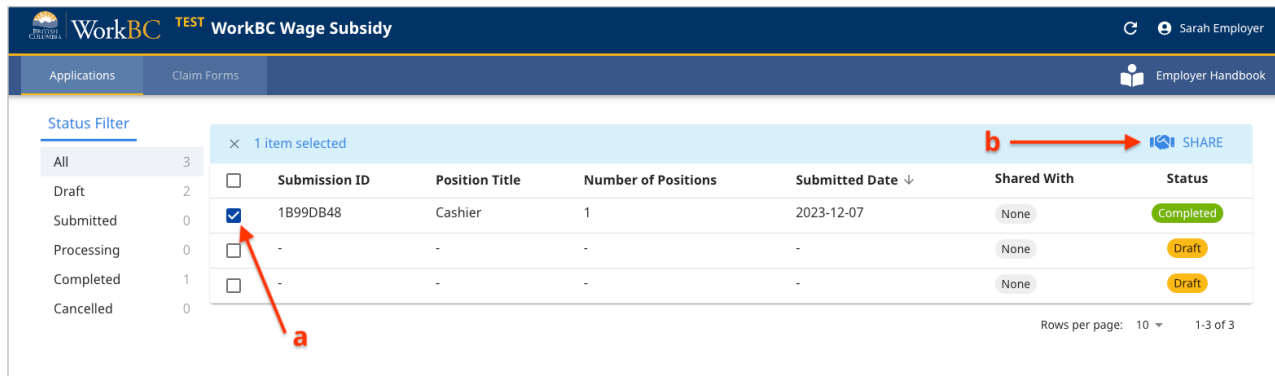 BRITISH COLUMBIA WorkBC TEST WorkBC Wage Subsidy Sarah Employer
Applications Claim Forms Employer Handbook
Status Filter
All 3
Draft 2
Submitted 0
Processing 0
Completed 1
Cancelled 0
× 1 item selected b SHARE
Submission ID Position Title Number of Positions Submitted Date ↓ Shared With Status
1B99DB48 Cashier 1 2023-12-07 None Completed
- - - - None Draft
- - - - None Draft
Rows per page: 10 1-3 of 3
a